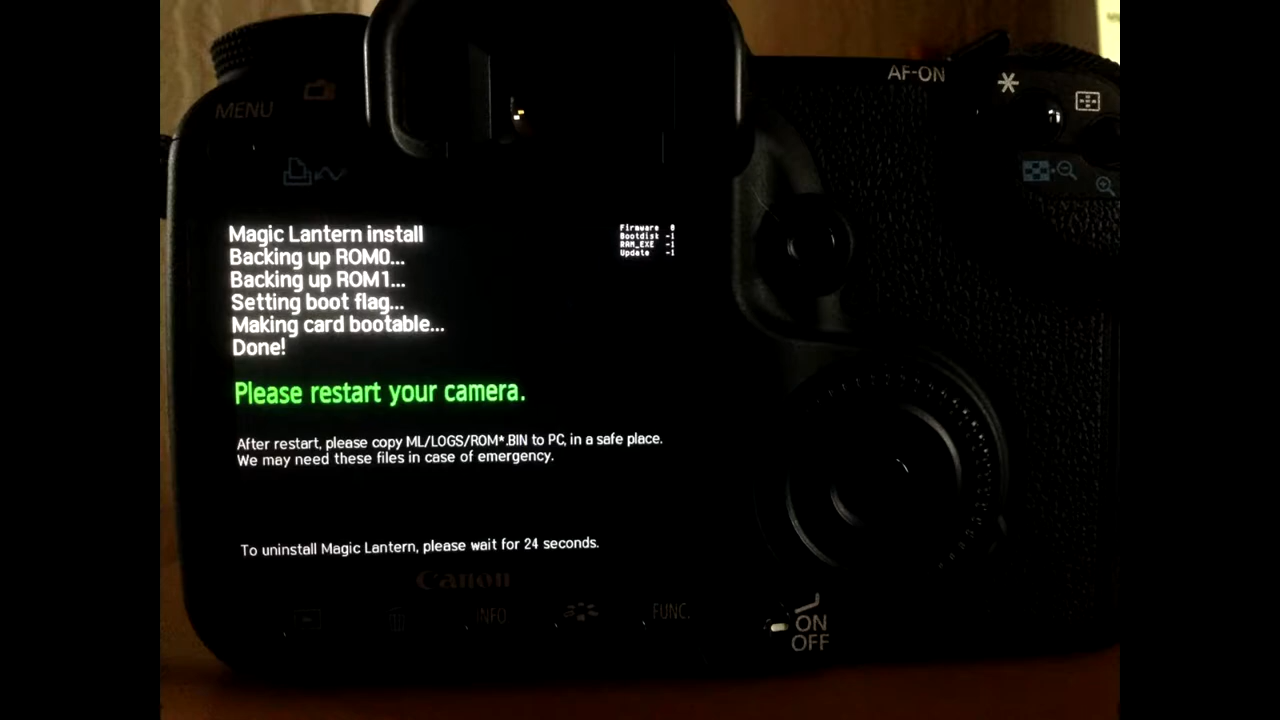 AF-ON
MENU
Magic Lantern install
Backing up ROM0...
Backing up ROM1...
Setting boot flag...
Making card bootable...
Done!
Firmware 0
Bootdisk -1
RAM_EXE -1
Update -1
Please restart your camera.
After restart, please copy ML/LOGS/ROM*.BIN to PC, in a safe place.
We may need these files in case of emergency.
To uninstall Magic Lantern, please wait for 24 seconds.
Canon
INFO
FUNC.
ON
OFF